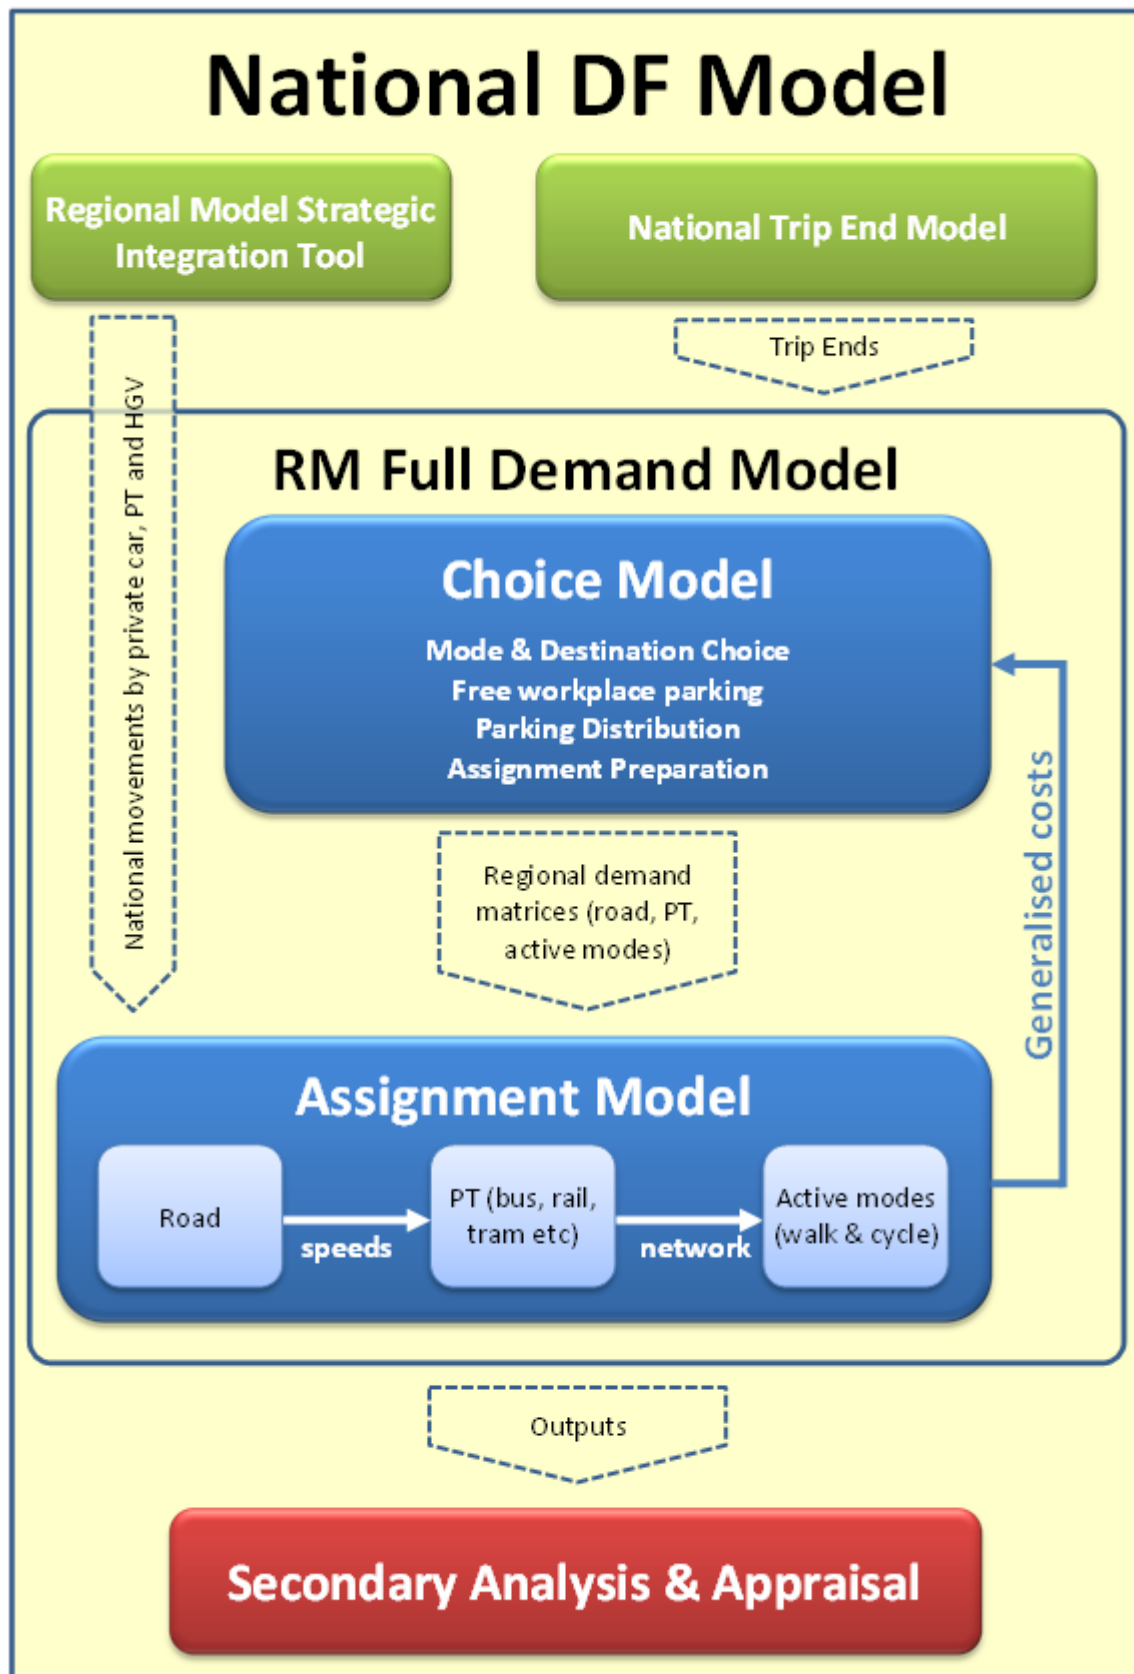 National DF Model
Regional Model Strategic
Integration Tool
National Trip End Model
Trip Ends
National movements by private car, PT and HGV
RM Full Demand Model
Choice Model
Mode & Destination Choice
Free workplace parking
Parking Distribution
Assignment Preparation
Generalised costs
Regional demand
matrices (road, PT,
active modes)
Assignment Model
Road
speeds
PT (bus, rail,
tram etc)
network
Active modes
(walk & cycle)
Outputs
Secondary Analysis & Appraisal